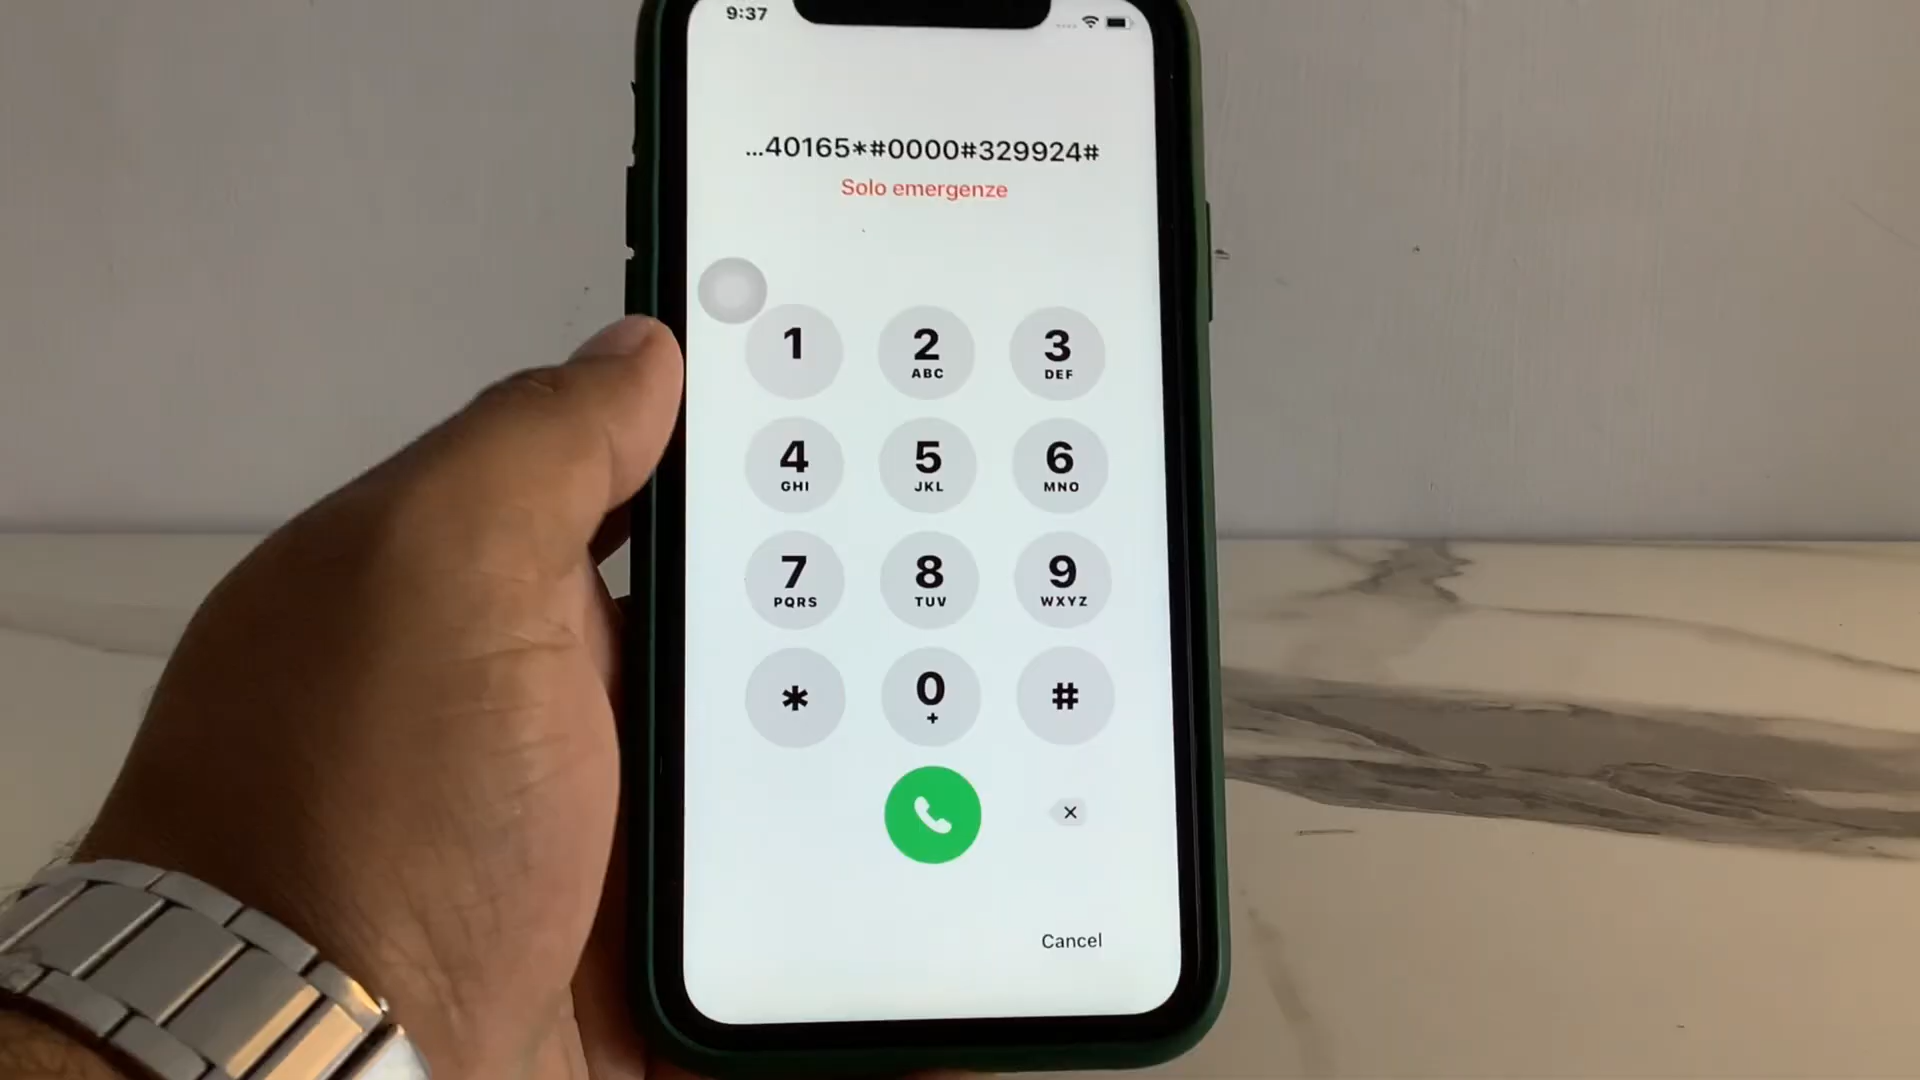 9:37
...40165*#0000#329924#
Solo emergenze
1
2
ABC
3
DEF
4
GHI
5
JKL
6
MNO
7
PQRS
8
TUV
9
WXYZ
*
0
+
#
Cancel